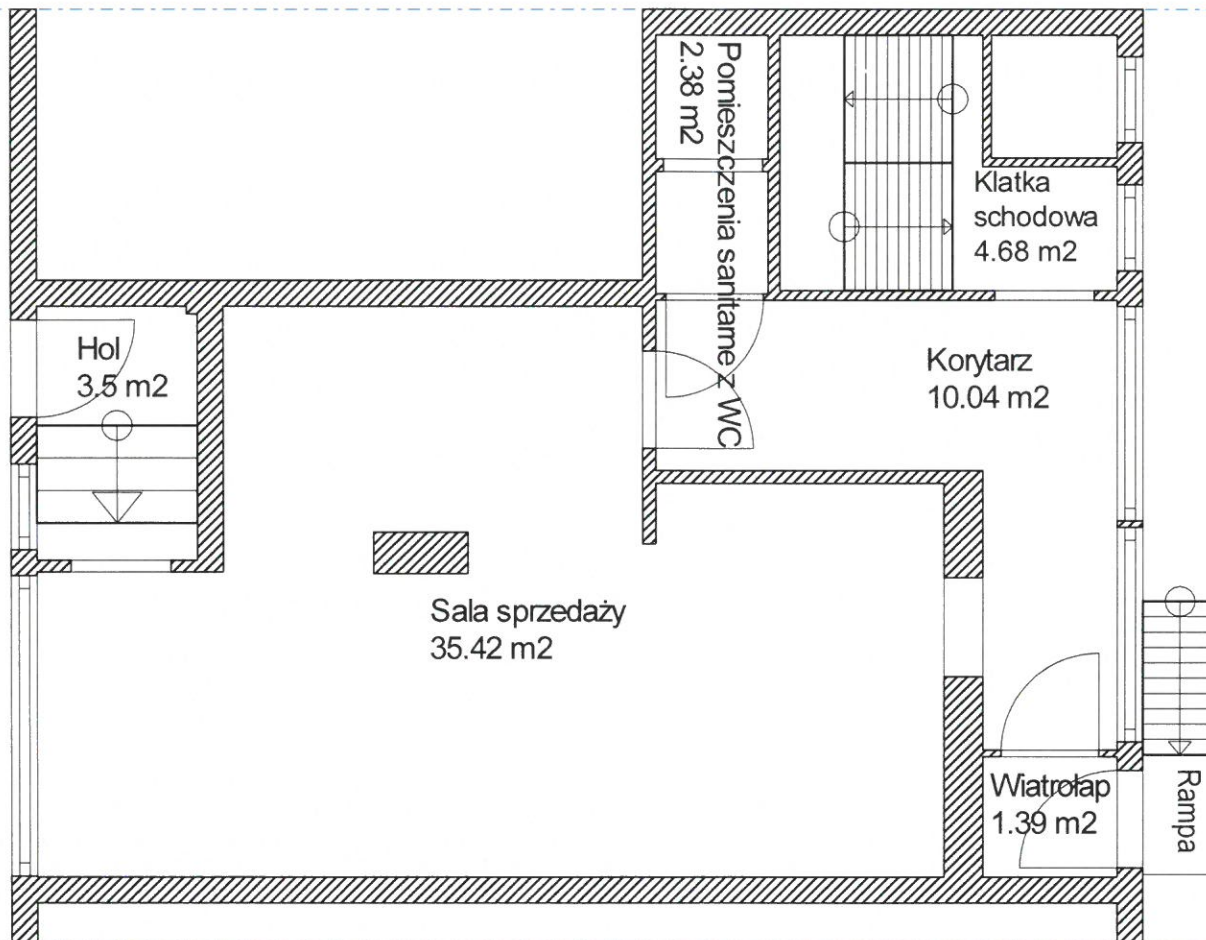 Pomieszczenia sanitarne z WC
2.38 m2
Klatka
schodowa
4.68 m2
Hol
3.5 m2
Korytarz
10.04 m2
Sala sprzedaży
35.42 m2
Wiatrołap
1.39 m2
Rampa